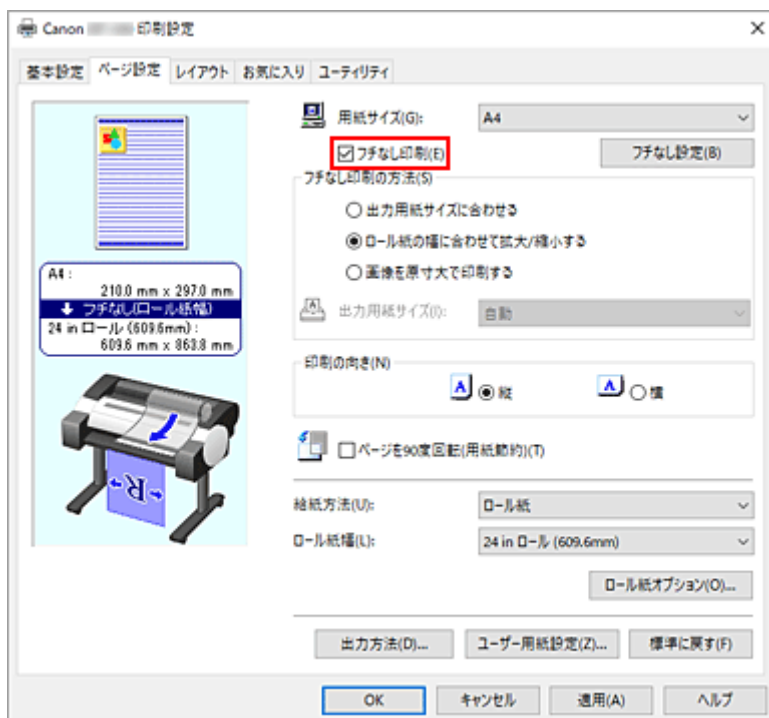 Canon 印刷設定
基本設定 ページ設定 レイアウト お気に入り ユーティリティ
用紙サイズ(G): A4
フチなし印刷(E) フチなし設定(B)
フチなし印刷の方法(S)
出力用紙サイズに合わせる
ロール紙の幅に合わせて拡大/縮小する
画像を原寸大で印刷する
出力用紙サイズ(I): 自動
A4 :
210.0 mm x 297.0 mm
フチなし(ロール紙幅)
24 in ロール (609.6mm) :
609.6 mm x 863.8 mm
印刷の向き(N)
A 縦 A 横
ページを90度回転(用紙節約)(T)
R
給紙方法(U): ロール紙
ロール紙幅(L): 24 in ロール (609.6mm)
ロール紙オプション(O)...
出力方法(D)... ユーザー用紙設定(Z)... 標準に戻す(F)
OK キャンセル 適用(A) ヘルプ